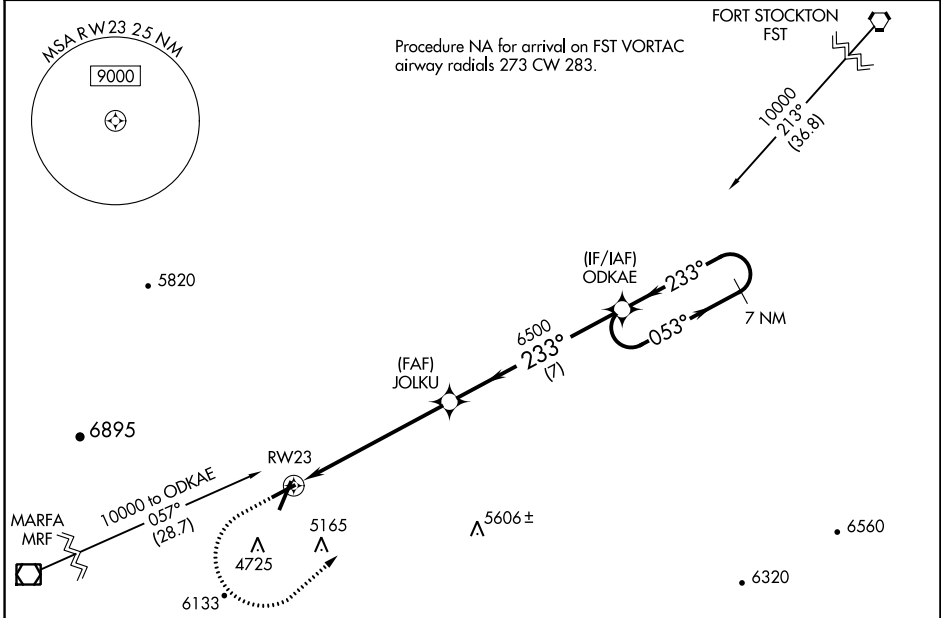 MSA RW23 25 NM
9000
Procedure NA for arrival on FST VORTAC
airway radials 273 CW 283.
FORT STOCKTON
FST
10000
213°
(36.8)
5820
(IF/IAF)
ODKAE
233°
053°
7 NM
6500
233°
(7)
(FAF)
JOLKU
6895
RW23
10000 to ODKAE
057°
(28.7)
MARFA
MRF
4725
5165
5606 ±
6560
6320
6133